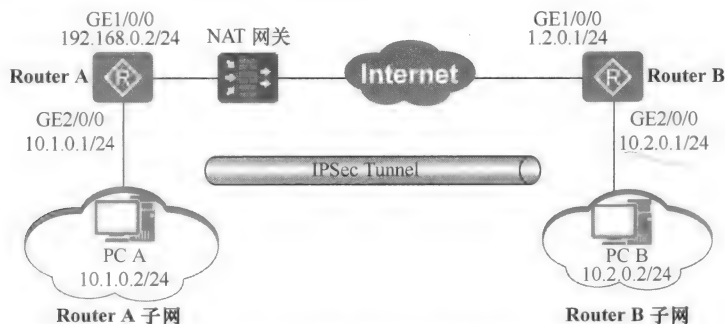 GE1/0/0
192.168.0.2/24
NAT 网关
GE1/0/0
1.2.0.1/24
Router A
R
Internet
R
Router B
GE2/0/0
10.1.0.1/24
GE2/0/0
10.2.0.1/24
IPSec Tunnel
PC A
10.1.0.2/24
PC B
10.2.0.2/24
Router A 子网
Router B 子网